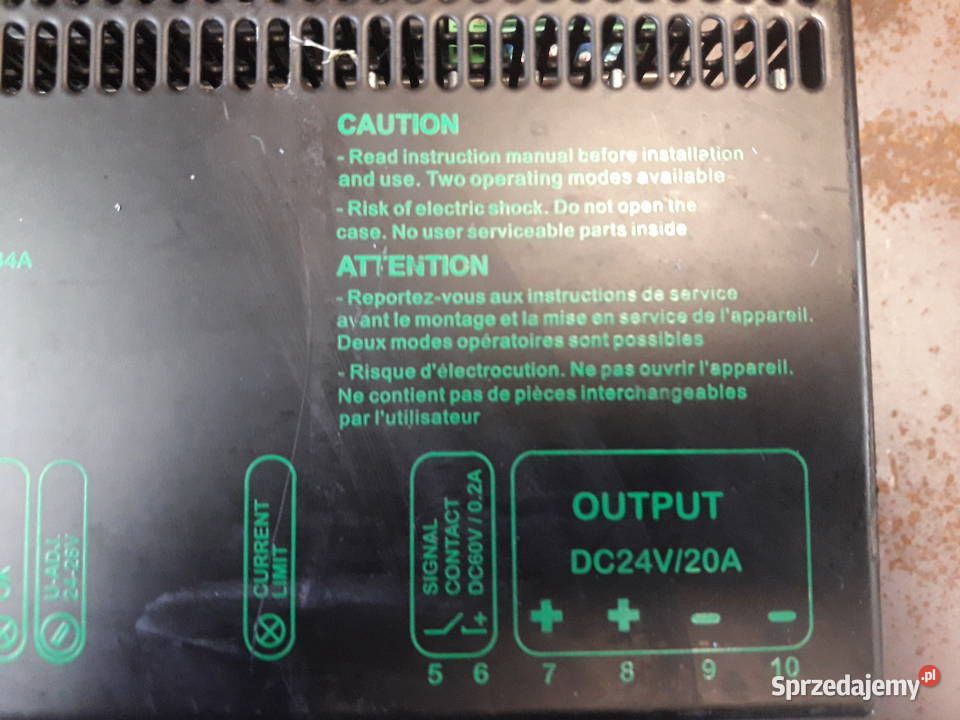 CAUTION
- Read instruction manual before installation
and use. Two operating modes available
- Risk of electric shock. Do not open the
case. No user serviceable parts inside
ATTENTION
- Reportez-vous aux instructions de service
avant le montage et la mise en service de l'appareil.
Deux modes opératoires sont possibles
- Risque d'électrocution. Ne pas ouvrir l'appareil.
Ne contient pas de pièces interchangeables
par l'utilisateur
U-ADJ.
24-28V
CURRENT
LIMIT
SIGNAL
CONTACT
DC60V / 0.2A
OUTPUT
DC24V/20A
+ + - -
5 6 7 8 9 10
Sprzedajemy.pl